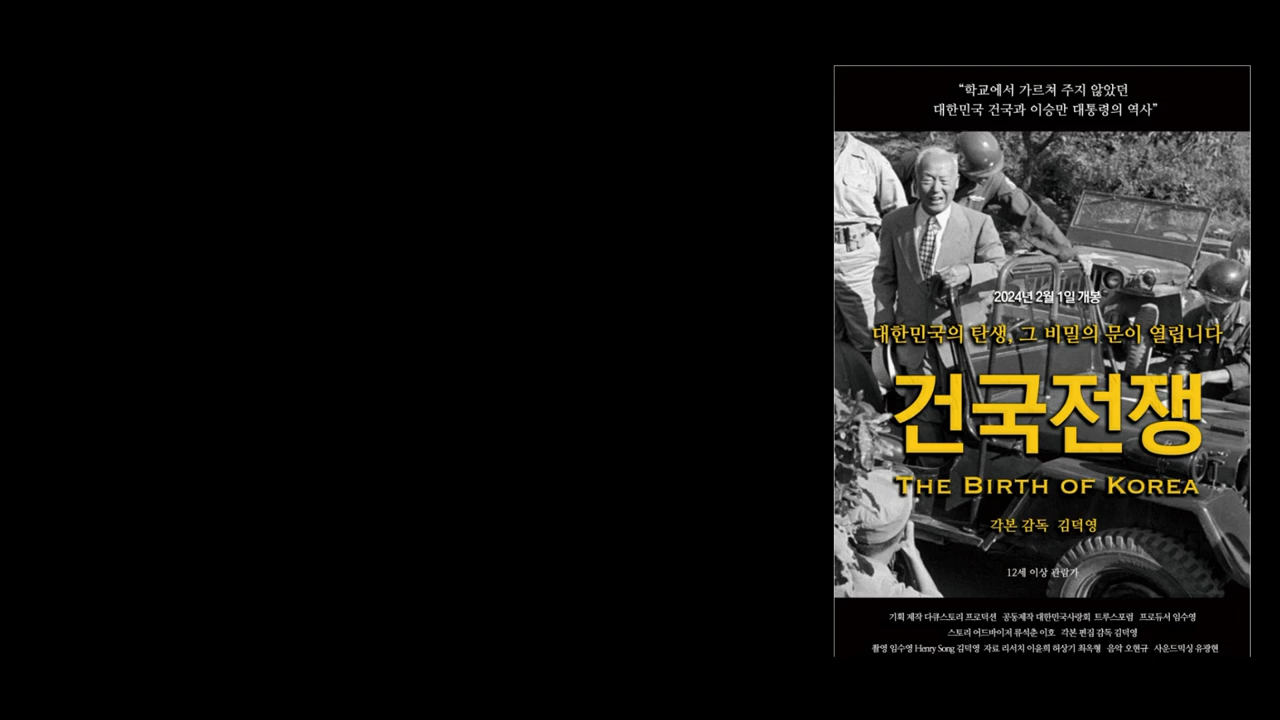 “학교에서 가르쳐 주지 않았던
대한민국 건국과 이승만 대통령의 역사”
2024년 2월 1일 개봉
대한민국의 탄생, 그 비밀의 문이 열립니다
건국전쟁
THE BIRTH OF KOREA
각본 감독 김덕영
12세 이상 관람가
기획 제작 다큐스토리 프로덕션 공동제작 대한민국사랑회 트루스포럼 프로듀서 임수영
스토리 어드바이저 류석춘 이호 각본 편집 감독 김덕영
촬영 임수영 Henry Song 김덕영 자료 리서치 이윤희 허상기 최옥형 음악 오현규 사운드믹싱 유광현